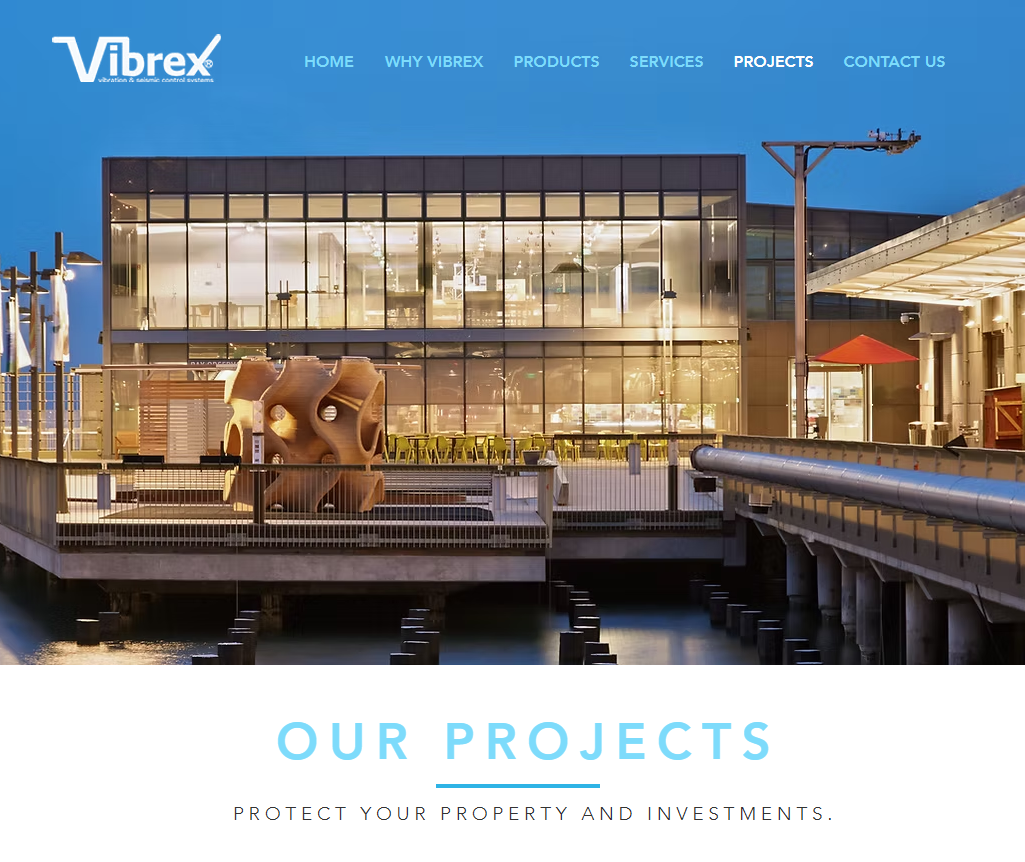 Vibrex®
vibration & seismic control systems
HOME WHY VIBREX PRODUCTS SERVICES PROJECTS CONTACT US
OUR PROJECTS
PROTECT YOUR PROPERTY AND INVESTMENTS.